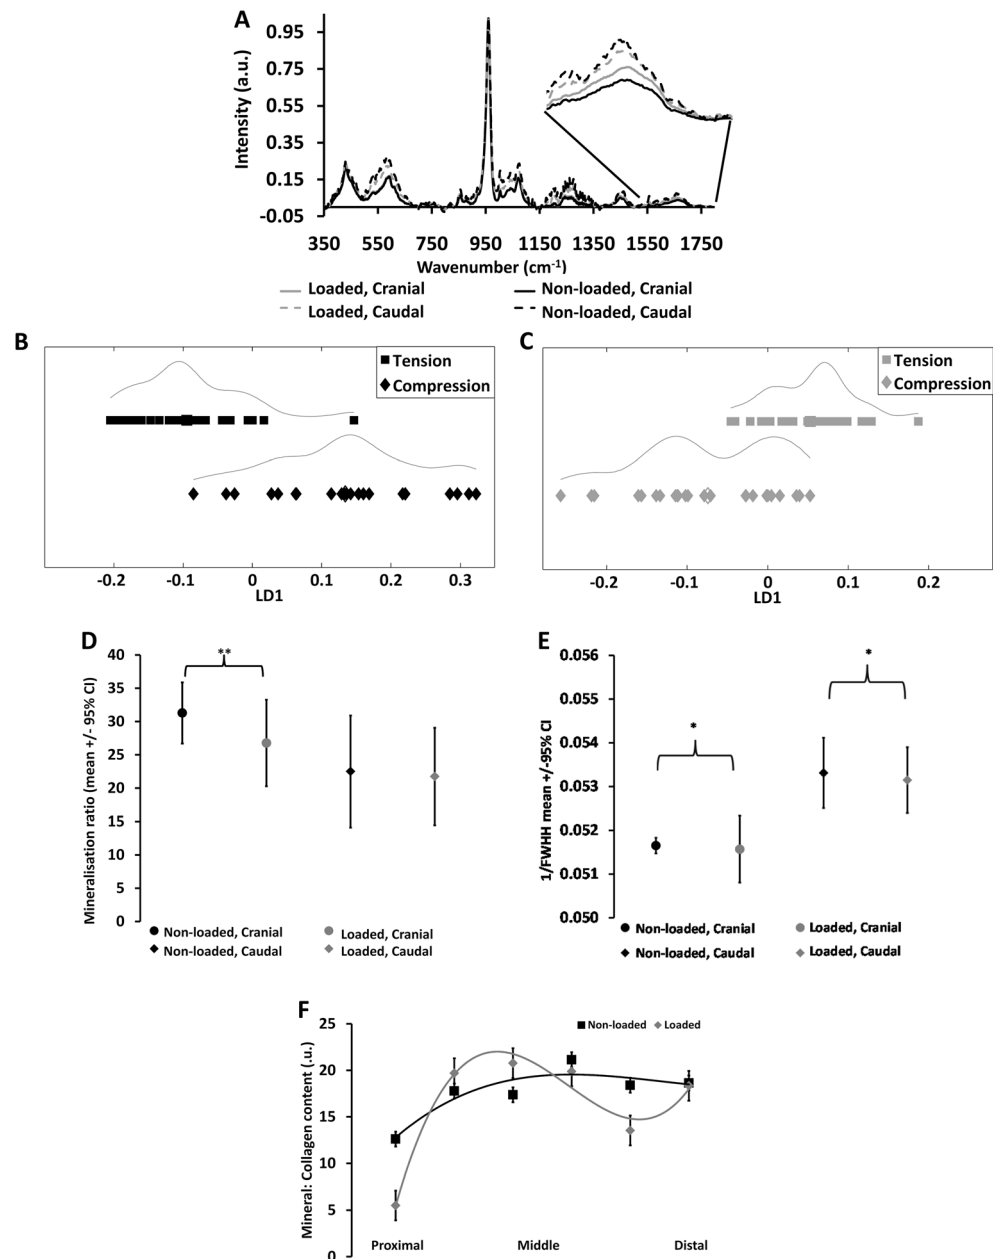 A
Intensity (a.u.)
0.95
0.75
0.55
0.35
0.15
-0.05
350 550 750 950 1150 1350 1550 1750
Wavenumber (cm⁻¹)
Loaded, Cranial
Non-loaded, Cranial
Loaded, Caudal
Non-loaded, Caudal
B
Tension
Compression
-0.2 -0.1 0 0.1 0.2 0.3
LD1
C
Tension
Compression
-0.2 -0.1 0 0.1 0.2
LD1
D
Mineralisation ratio (mean +/- 95% CI)
40
35
30
25
20
15
10
5
0
**
Non-loaded, Cranial
Loaded, Cranial
Non-loaded, Caudal
Loaded, Caudal
E
1/FWHH mean +/-95% CI
0.056
0.055
0.054
0.053
0.052
0.051
0.050
*
*
Non-loaded, Cranial
Loaded, Cranial
Non-loaded, Caudal
Loaded, Caudal
F
Mineral: Collagen content (.u.)
25
20
15
10
5
0
Non-loaded Loaded
Proximal Middle Distal